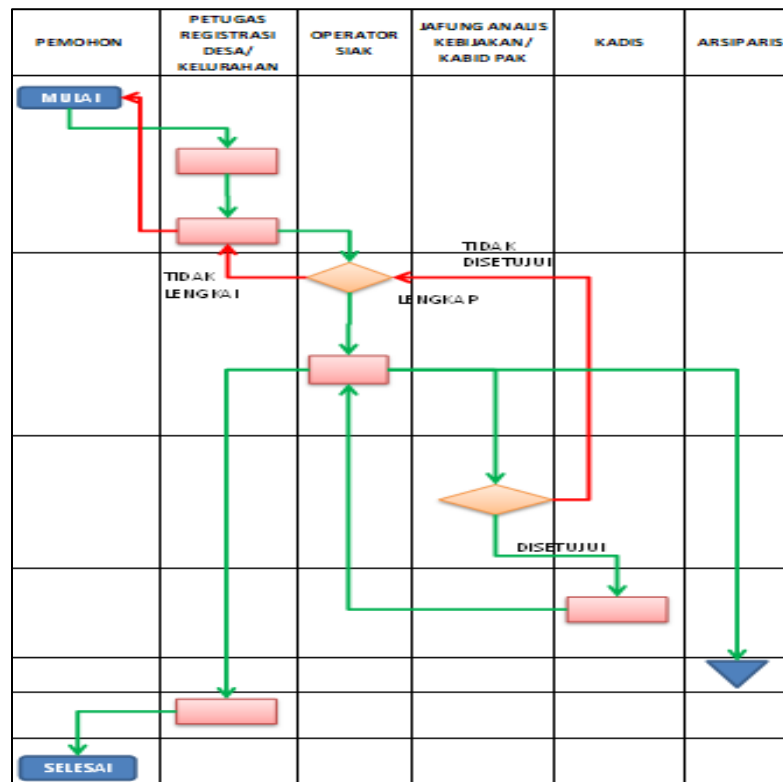 PEMOHON
PETUGAS
REGISTRASI
DESA/
KELURAHAN
OPERATOR
SIAK
JAFUNG ANALIS
KEBIJAKAN /
KABID PAK
KADIS
ARSIPARIS
MULAI
TIDAK
DISETUJUI
TIDAK
LENGKAI
LENGKAP
DISETUJUI
SELESAI